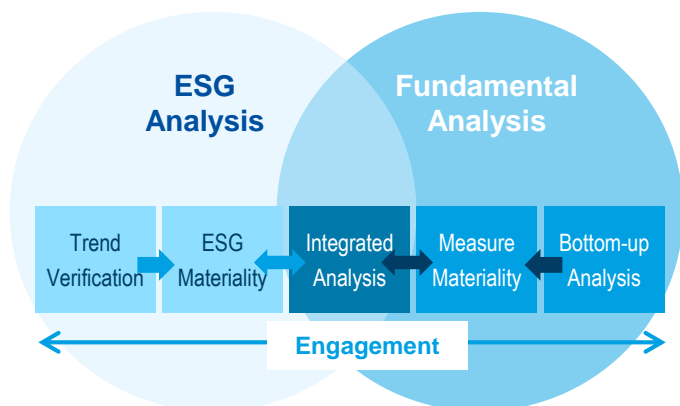 ESG
Analysis
Fundamental
Analysis
Trend
Verification
ESG
Materiality
Integrated
Analysis
Measure
Materiality
Bottom-up
Analysis
Engagement